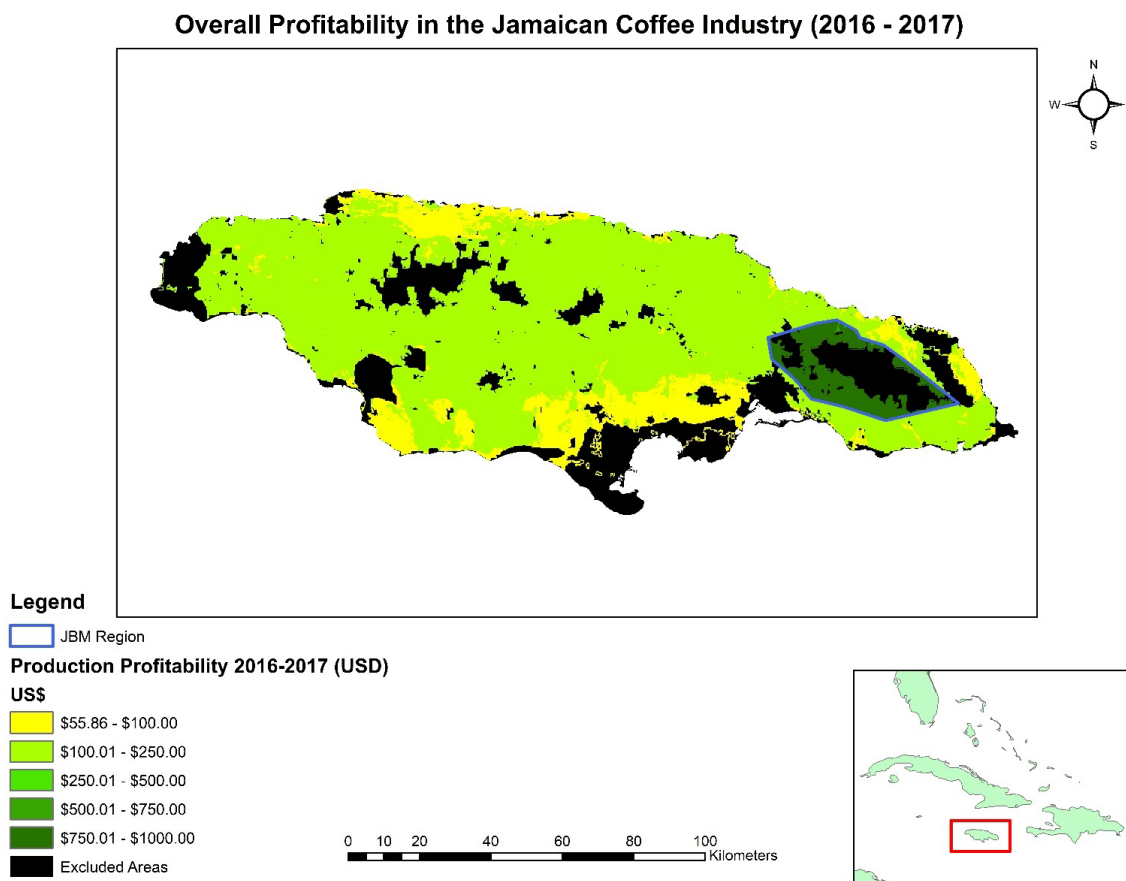 Overall Profitability in the Jamaican Coffee Industry (2016 - 2017)
N
W
S
Legend
JBM Region
Production Profitability 2016-2017 (USD)
US$
$55.86 - $100.00
$100.01 - $250.00
$250.01 - $500.00
$500.01 - $750.00
$750.01 - $1000.00
Excluded Areas
0 20 40 60 80 100
Kilometers